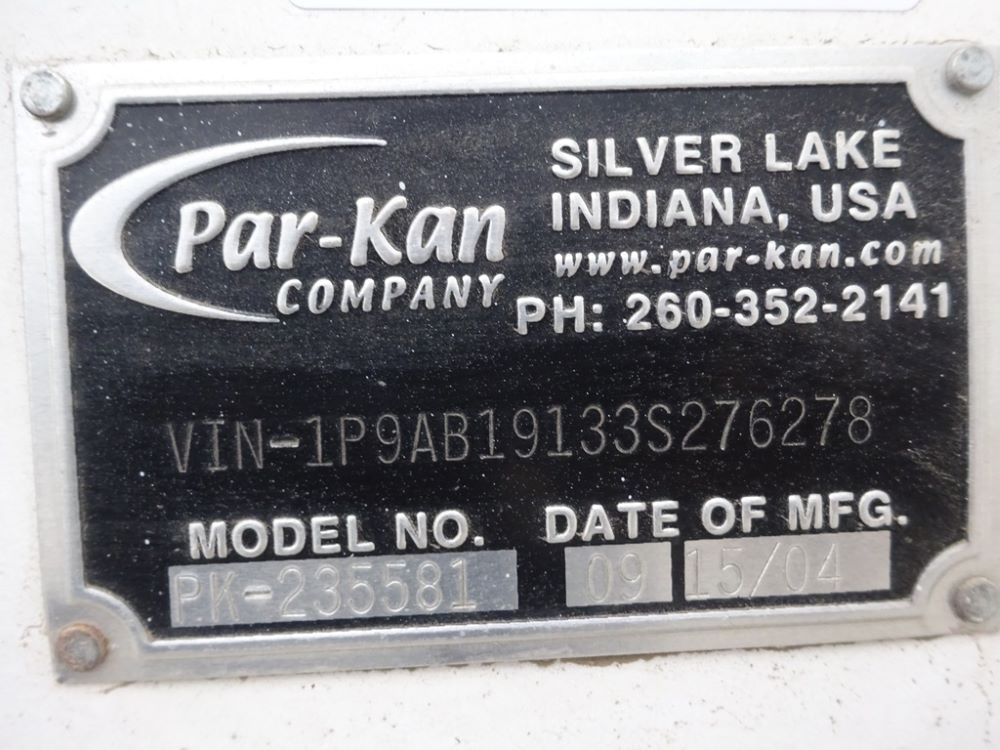 Par-Kan
COMPANY
SILVER LAKE
INDIANA, USA
www.par-kan.com
PH: 260-352-2141
VIN-1P9AB19133S276278
MODEL NO.
PK-235581
DATE OF MFG.
09 15/04